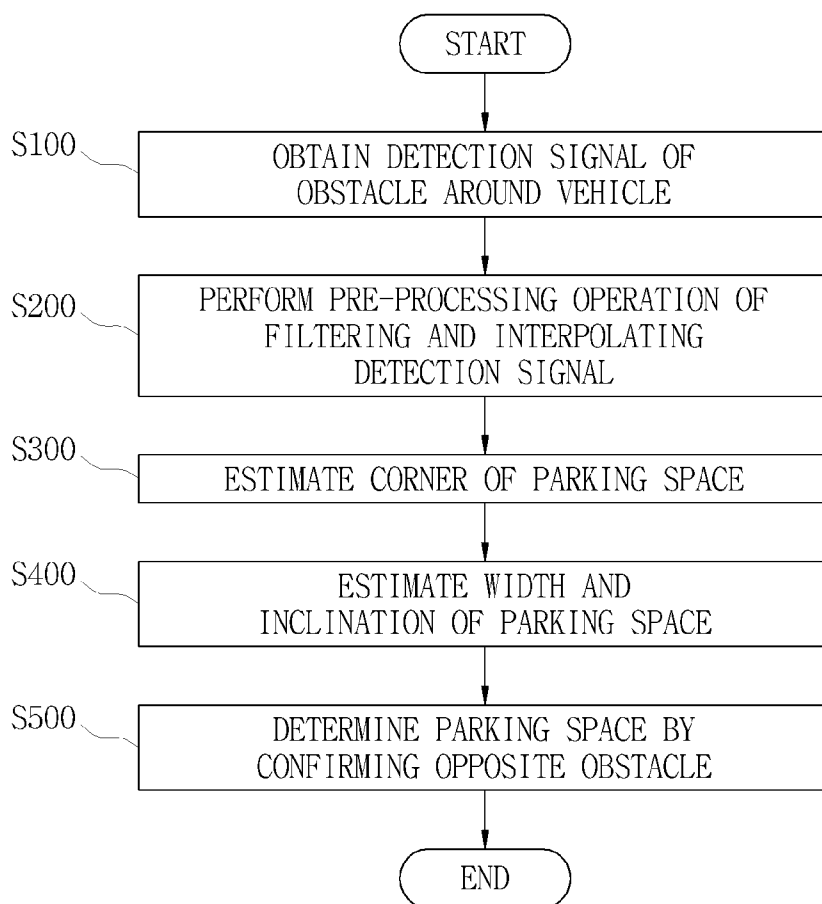 START
S100
OBTAIN DETECTION SIGNAL OF
OBSTACLE AROUND VEHICLE
S200
PERFORM PRE-PROCESSING OPERATION OF
FILTERING AND INTERPOLATING
DETECTION SIGNAL
S300
ESTIMATE CORNER OF PARKING SPACE
S400
ESTIMATE WIDTH AND
INCLINATION OF PARKING SPACE
S500
DETERMINE PARKING SPACE BY
CONFIRMING OPPOSITE OBSTACLE
END